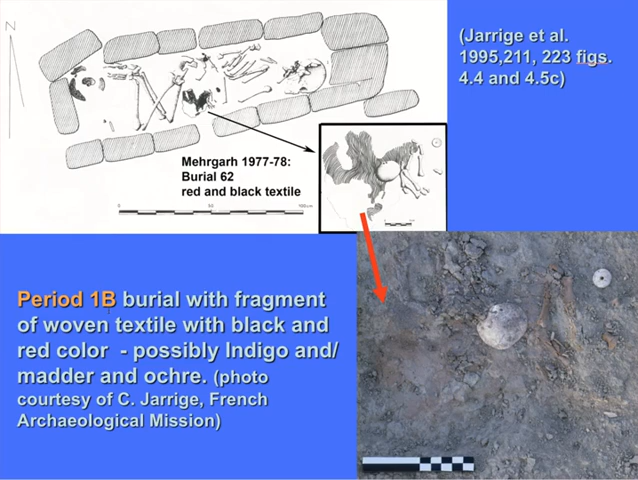 N
(Jarrige et al.
1995,211, 223 figs.
4.4 and 4.5c)
Mehrgarh 1977-78:
Burial 62
red and black textile
0
50
100cm
Period 1B burial with fragment
of woven textile with black and
red color - possibly Indigo and/
madder and ochre. (photo
courtesy of C. Jarrige, French
Archaeological Mission)